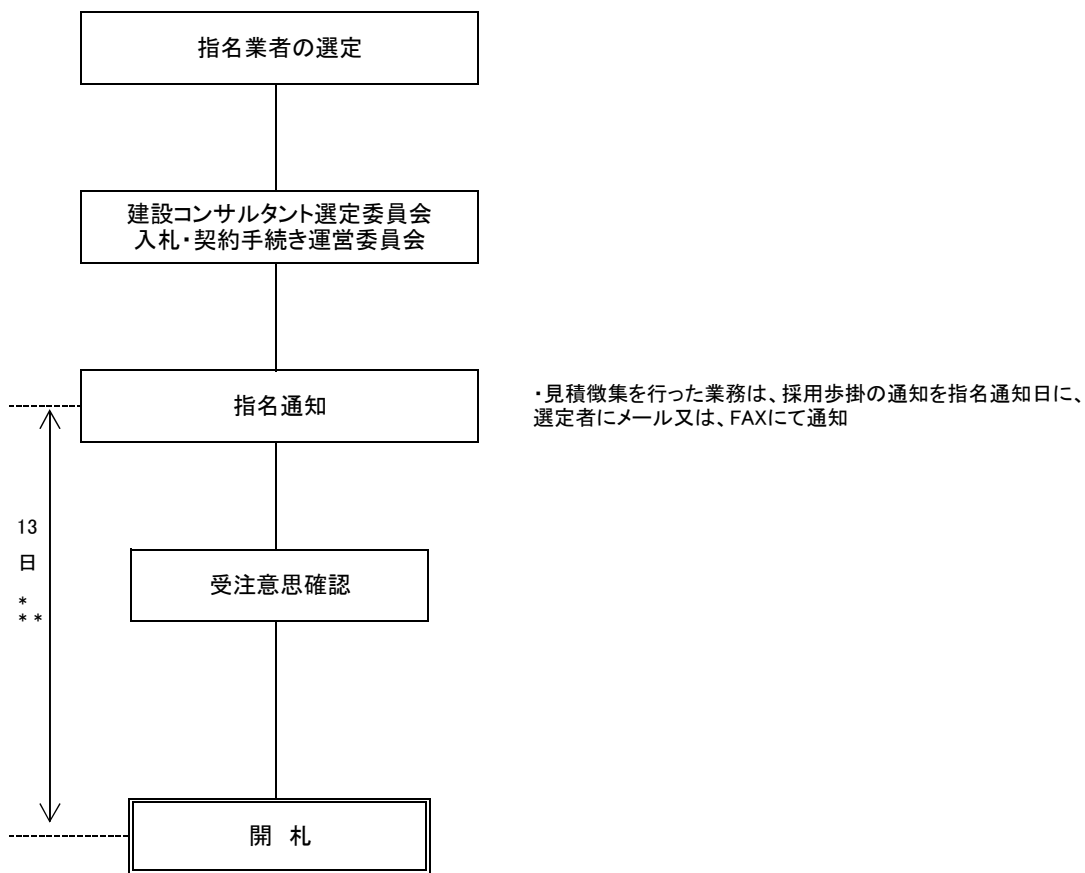 指名業者の選定
建設コンサルタント選定委員会
入札・契約手続き運営委員会
指名通知
・見積徴集を行った業務は、採用歩掛の通知を指名通知日に、
選定者にメール又は、FAXにて通知
13
日
*
**
受注意思確認
開 札